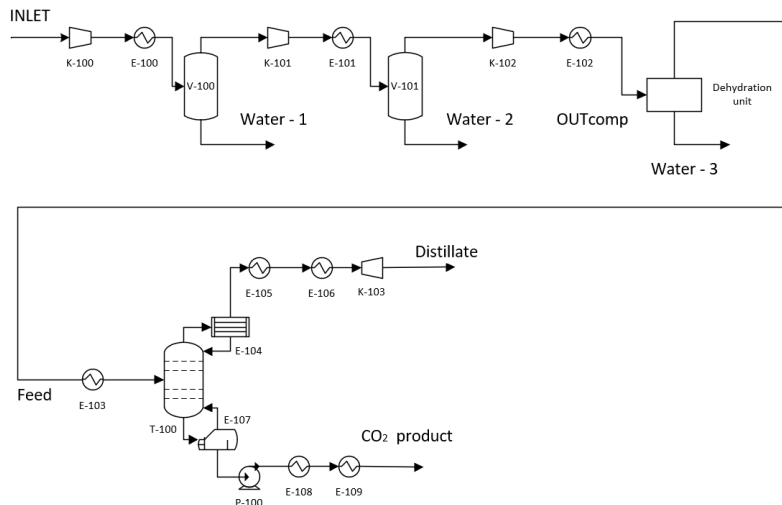 INLET
K-100
E-100
V-100
Water - 1
K-101
E-101
V-101
Water - 2
K-102
E-102
OUTcomp
Dehydration
unit
Water - 3
Distillate
E-105
E-106
K-103
E-104
Feed
E-103
T-100
E-107
CO₂ product
P-100
E-108
E-109